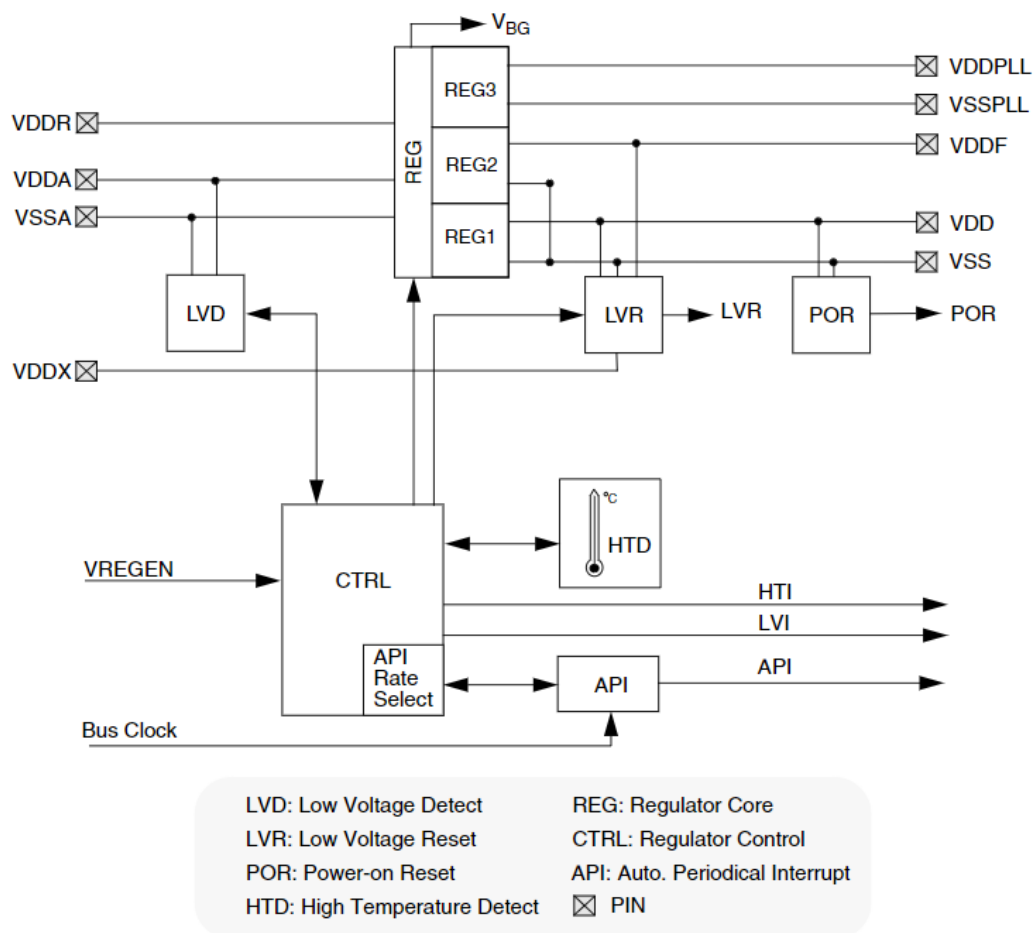 V_BG
REG3
VDDPLL
VSSPLL
VDDR
VDDF
REG
REG2
VDDA
VSSA
REG1
VDD
VSS
LVD
LVR
LVR
POR
POR
VDDX
°C
HTD
VREGEN
CTRL
HTI
LVI
API
Rate
Select
API
API
Bus Clock
LVD: Low Voltage Detect
REG: Regulator Core
LVR: Low Voltage Reset
CTRL: Regulator Control
POR: Power-on Reset
API: Auto. Periodical Interrupt
HTD: High Temperature Detect
PIN